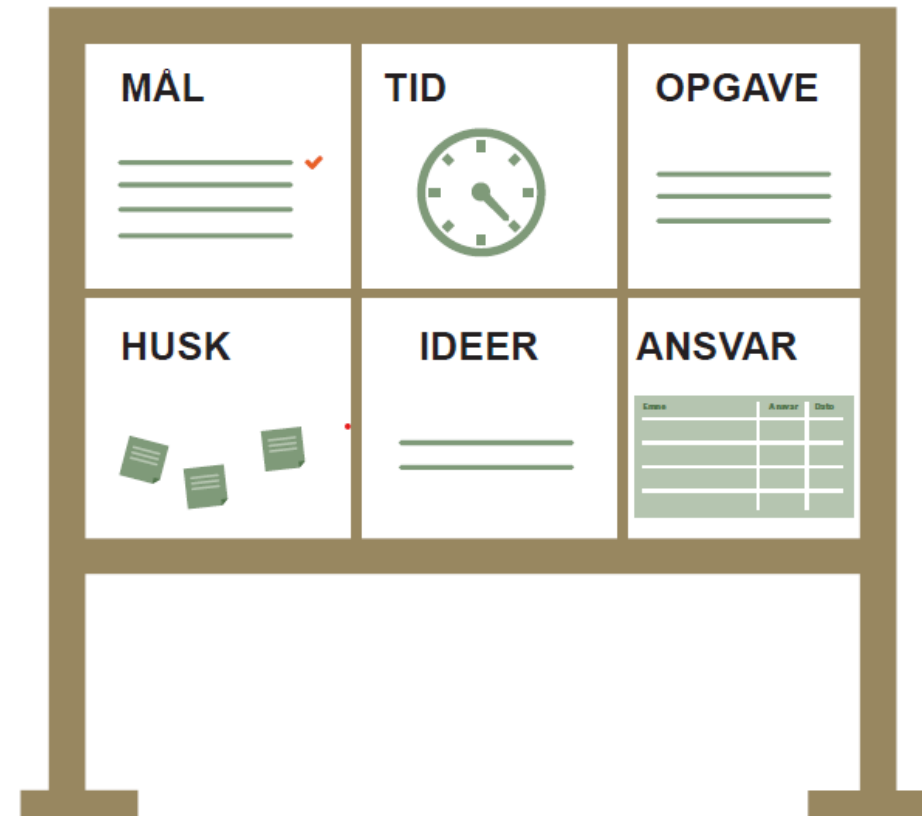 MÅL
TID
OPGAVE
HUSK
IDEER
ANSVAR
Emne Ansvar Dato